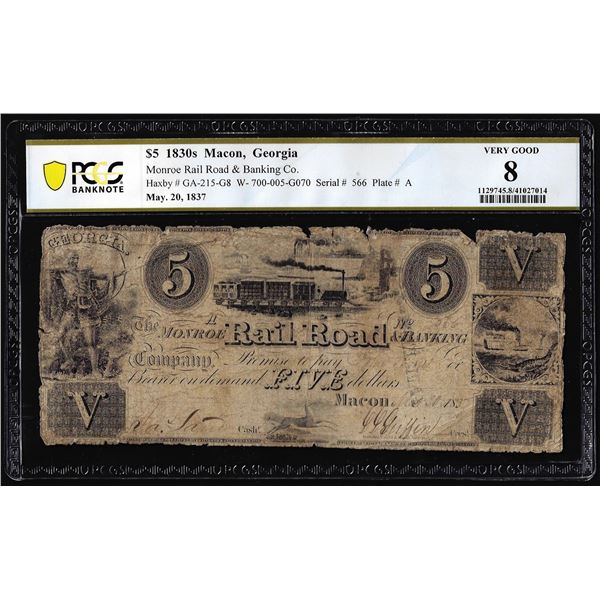 PCGS
BANKNOTE
$5 1830s Macon, Georgia
Monroe Rail Road & Banking Co.
Haxby # GA-215-G8 W- 700-005-G070 Serial # 566 Plate # A
May. 20, 1837
VERY GOOD
8
1129745.8/41027014
GEORGIA
5
5
V
A
No
The MONROE Rail Road & BANKING
Company Promise to pay
Bearer on demand FIVE dollars
Macon,
V
Cash.
V